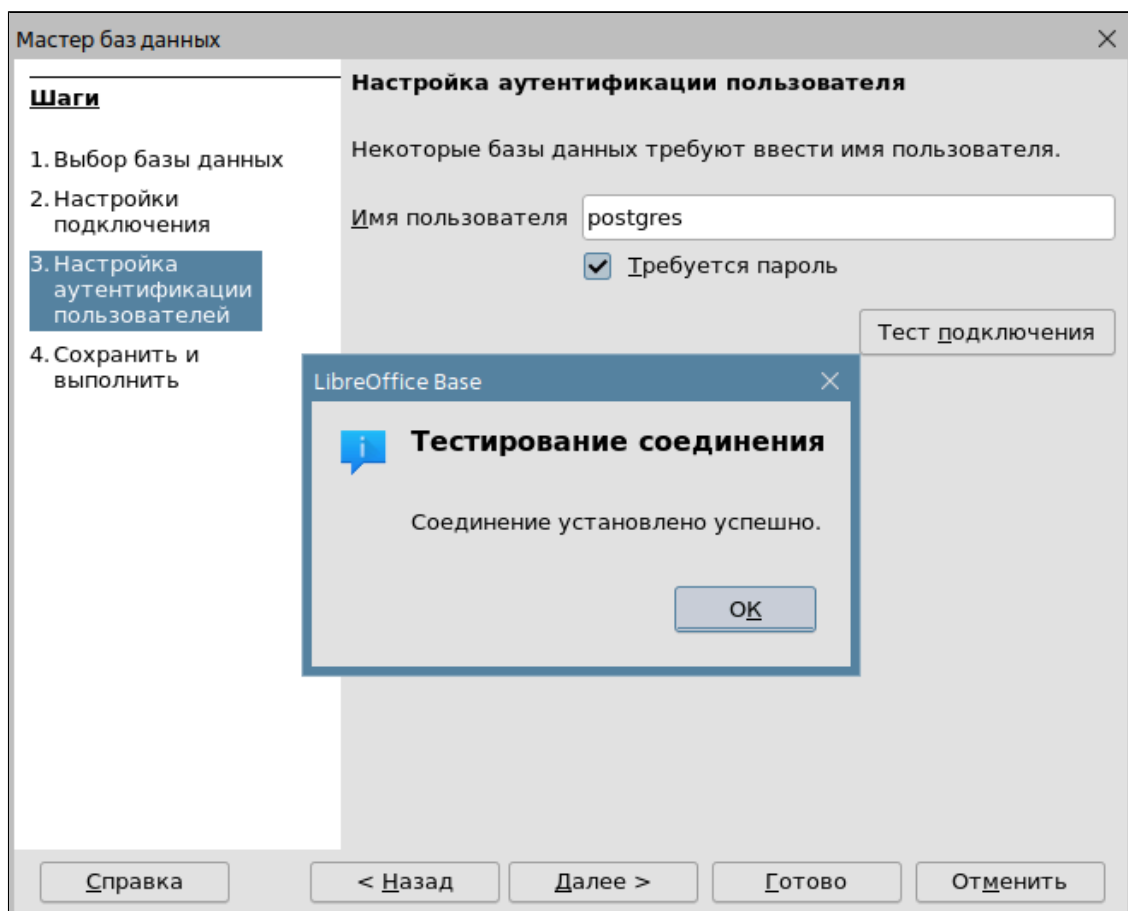 Мастер баз данных
Шаги
1. Выбор базы данных
2. Настройки
подключения
3. Настройка
аутентификации
пользователей
4. Сохранить и
выполнить
Настройка аутентификации пользователя
Некоторые базы данных требуют ввести имя пользователя.
Имя пользователя postgres
Требуется пароль
Тест подключения
LibreOffice Base
Тестирование соединения
Соединение установлено успешно.
OK
Справка < Назад Далее > Готово Отменить